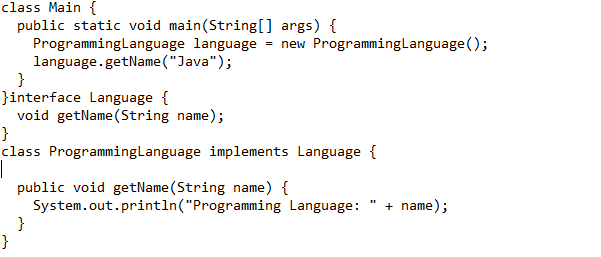 class Main {
  public static void main(String[] args) {
    ProgrammingLanguage language = new ProgrammingLanguage();
    language.getName("Java");
  }
}interface Language {
  void getName(String name);
}
class ProgrammingLanguage implements Language {

  public void getName(String name) {
    System.out.println("Programming Language: " + name);
  }
}